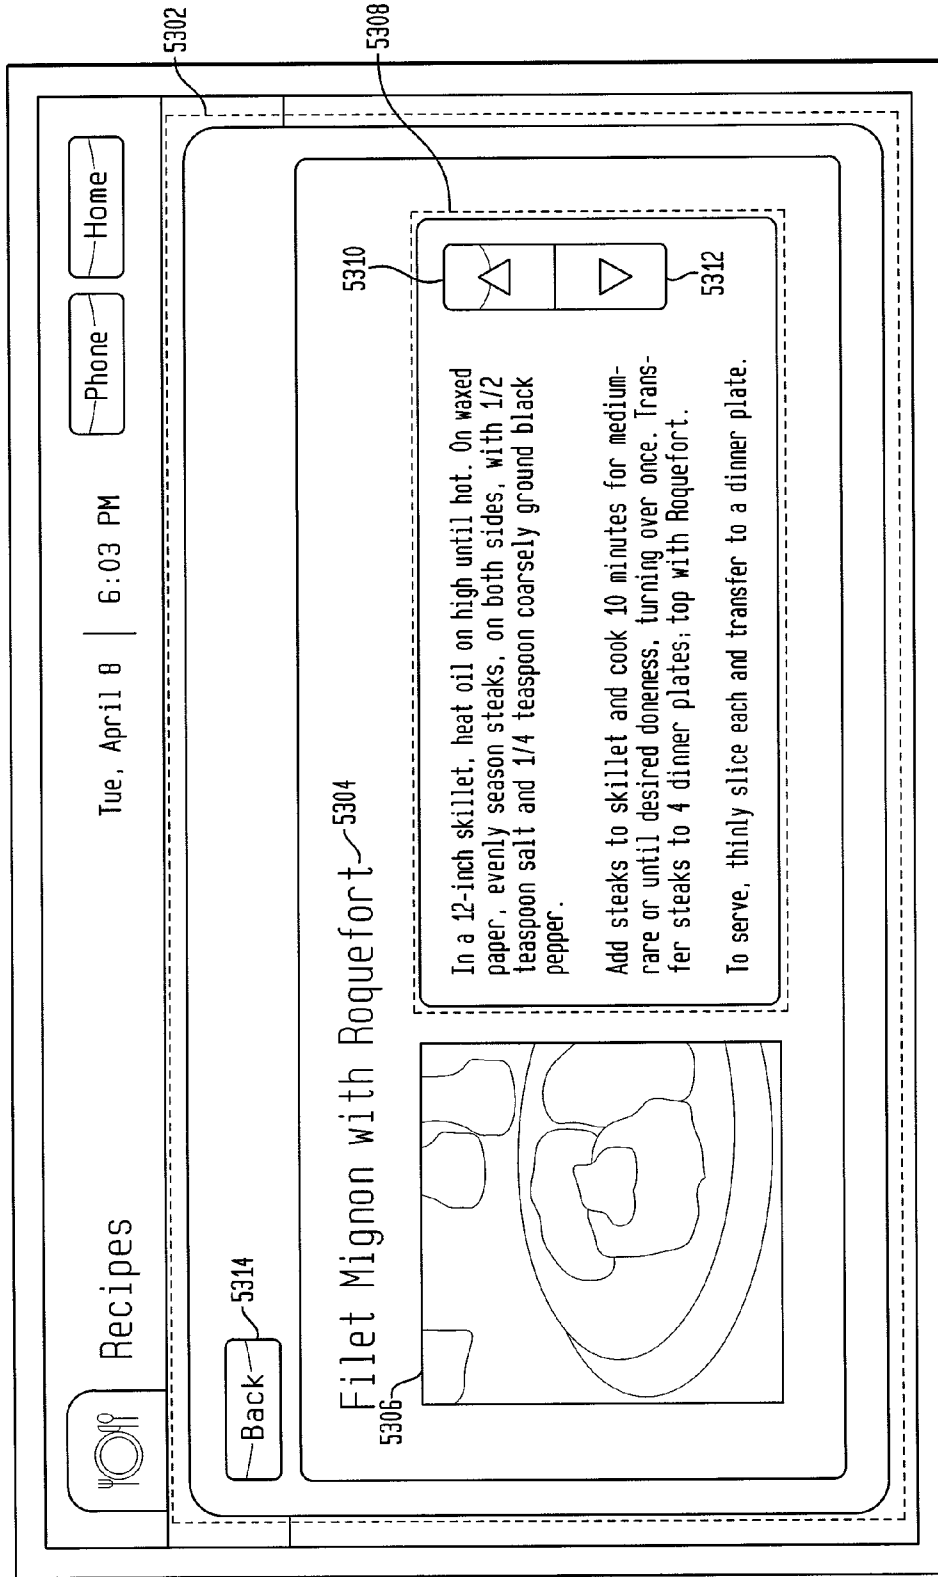 Recipes
Tue, April 8 | 6:03 PM
Phone
Home
5302
Back
5314
5308
Filet Mignon with Roquefort
5304
5306
5310
In a 12-inch skillet, heat oil on high until hot. On waxed
paper, evenly season steaks, on both sides, with 1/2
teaspoon salt and 1/4 teaspoon coarsely ground black
pepper.
Add steaks to skillet and cook 10 minutes for medium-
rare or until desired doneness, turning over once. Trans-
fer steaks to 4 dinner plates; top with Roquefort.
To serve, thinly slice each and transfer to a dinner plate.
5312